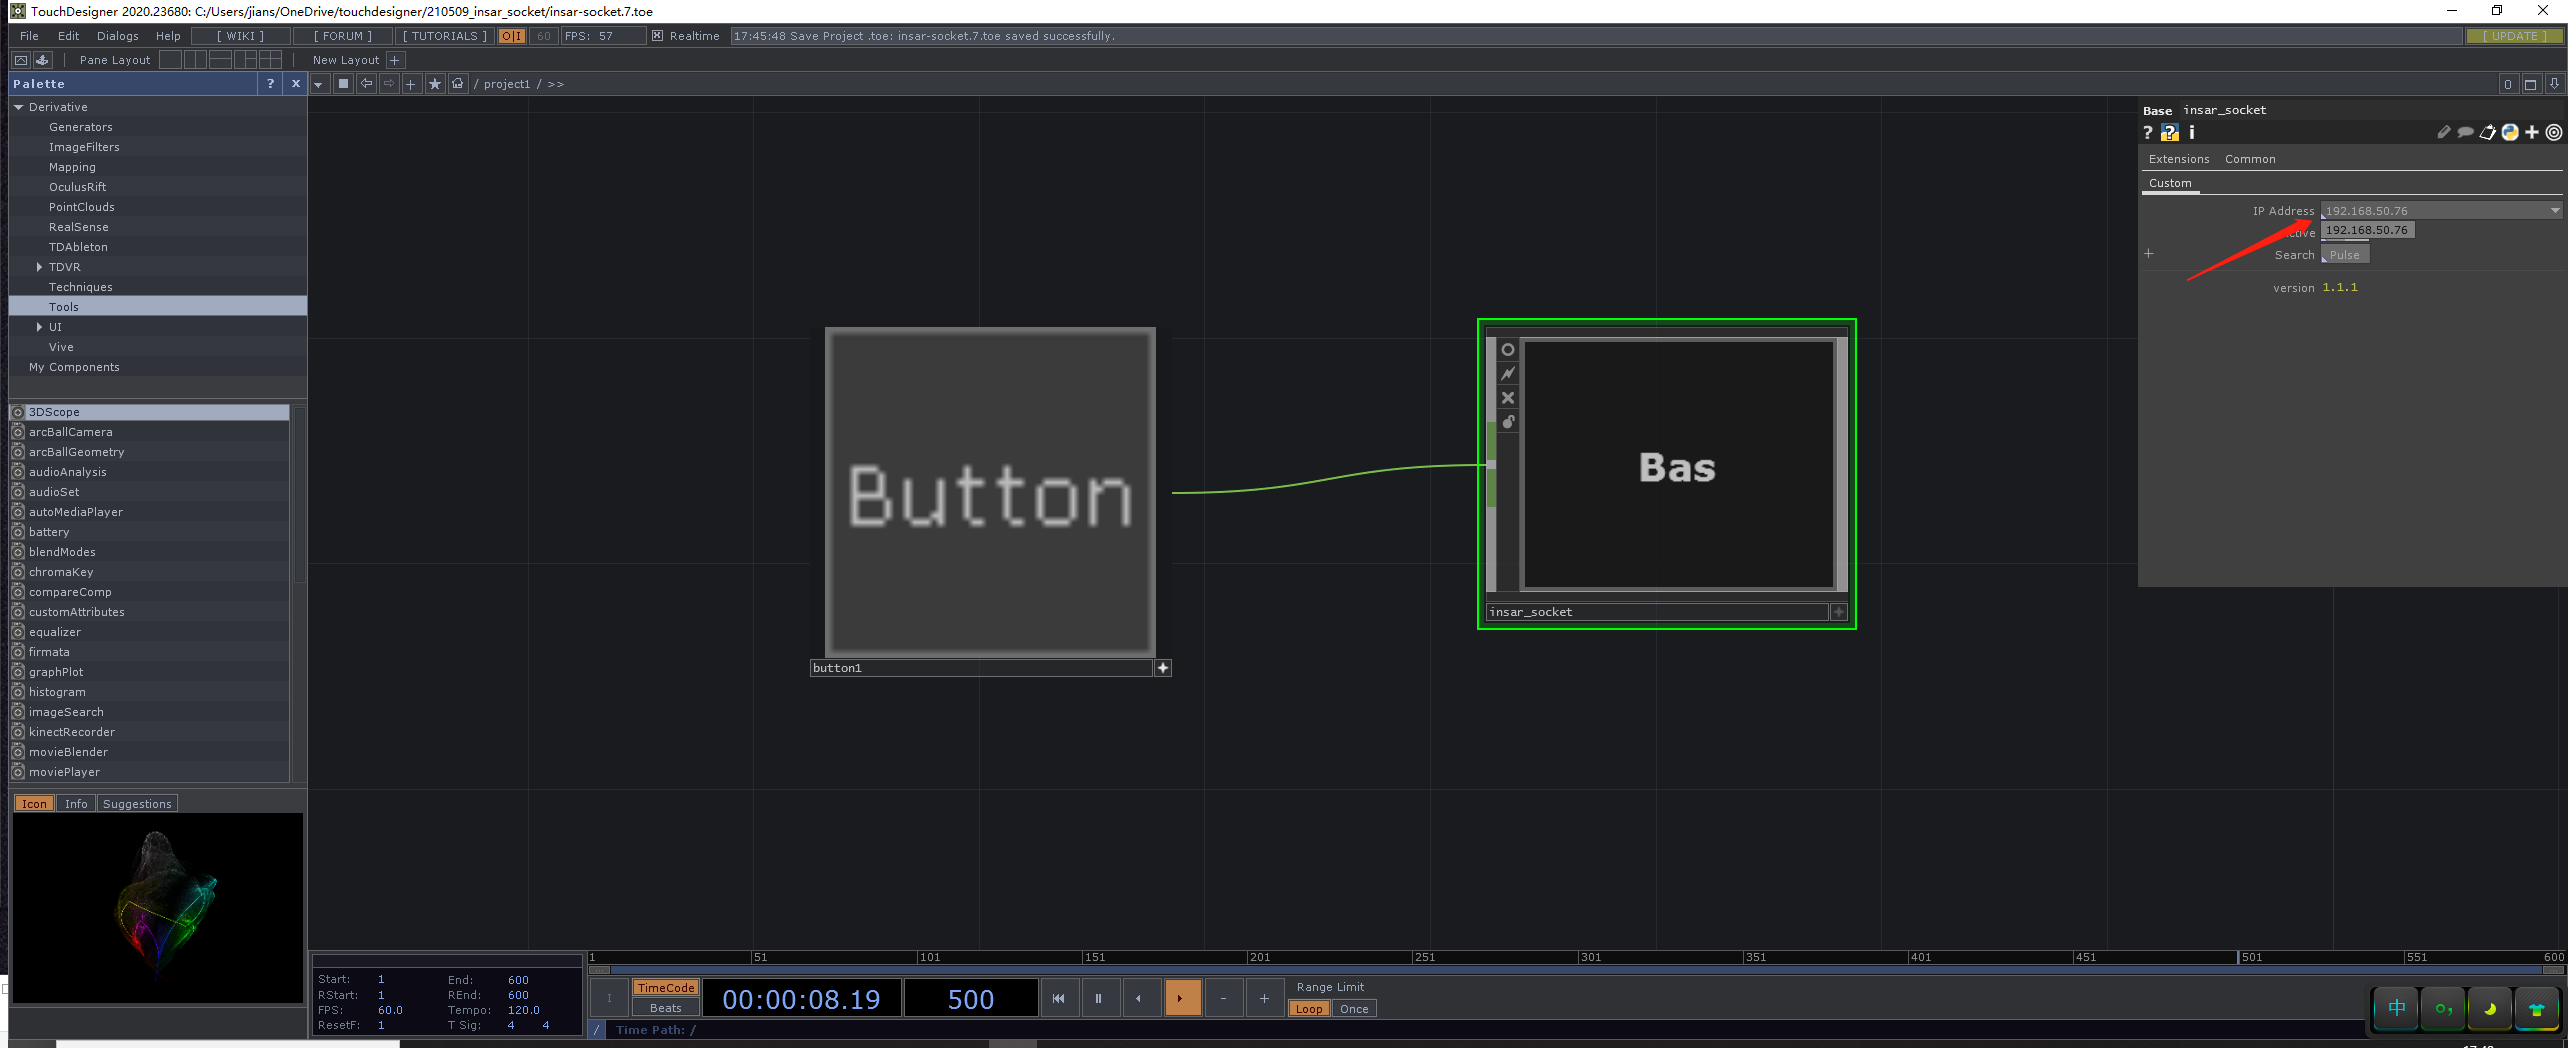 TouchDesigner 2020.23680: C:/Users/jians/OneDrive/touchdesigner/210509_insar_socket/insar-socket.7.toe
File Edit Dialogs Help [ WIKI ] [ FORUM ] [ TUTORIALS ] O|I 60 FPS: 57 Realtime 17:45:48 Save Project .toe: insar-socket.7.toe saved successfully. [ UPDATE ]
Pane Layout New Layout +
Palette ? x
/ project1 / >> 0
Derivative
Generators
ImageFilters
Mapping
OculusRift
PointClouds
RealSense
TDAbleton
TDVR
Techniques
Tools
UI
Vive
My Components
3DScope
arcBallCamera
arcBallGeometry
audioAnalysis
audioSet
autoMediaPlayer
battery
blendModes
chromaKey
compareComp
customAttributes
equalizer
firmata
graphPlot
histogram
imageSearch
kinectRecorder
movieBlender
moviePlayer
Icon Info Suggestions
Button
button1
Bas
insar_socket
Base insar_socket
? ? i
Extensions Common
Custom
IP Address 192.168.50.76
192.168.50.76
Search Pulse
version 1.1.1
1 51 101 151 201 251 301 351 401 451 501 551 600
Start: 1 End: 600
RStart: 1 REnd: 600
FPS: 60.0 Tempo: 120.0
ResetF: 1 T Sig: 4 4
TimeCode
Beats
00:00:08.19 500
- +
Range Limit
Loop Once
/ Time Path: /
中